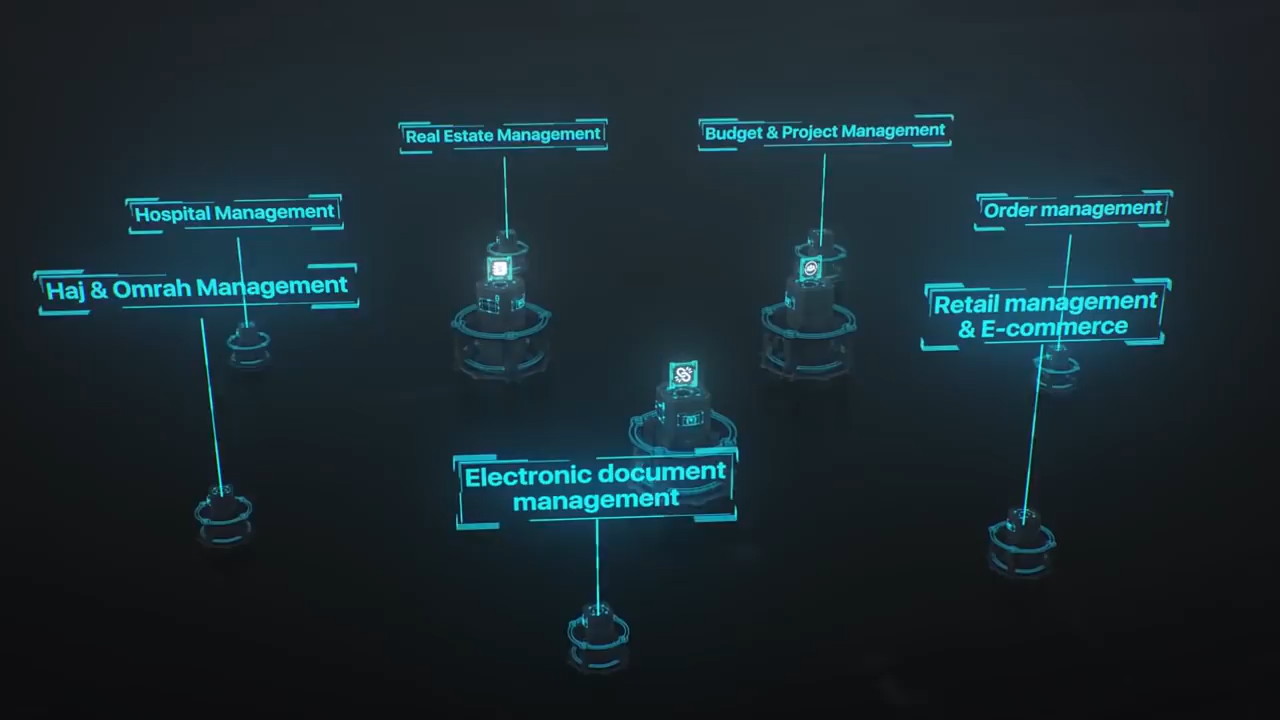 Real Estate Management
Budget & Project Management
Hospital Management
Order management
Haj & Omrah Management
Retail management
& E-commerce
Electronic document
management